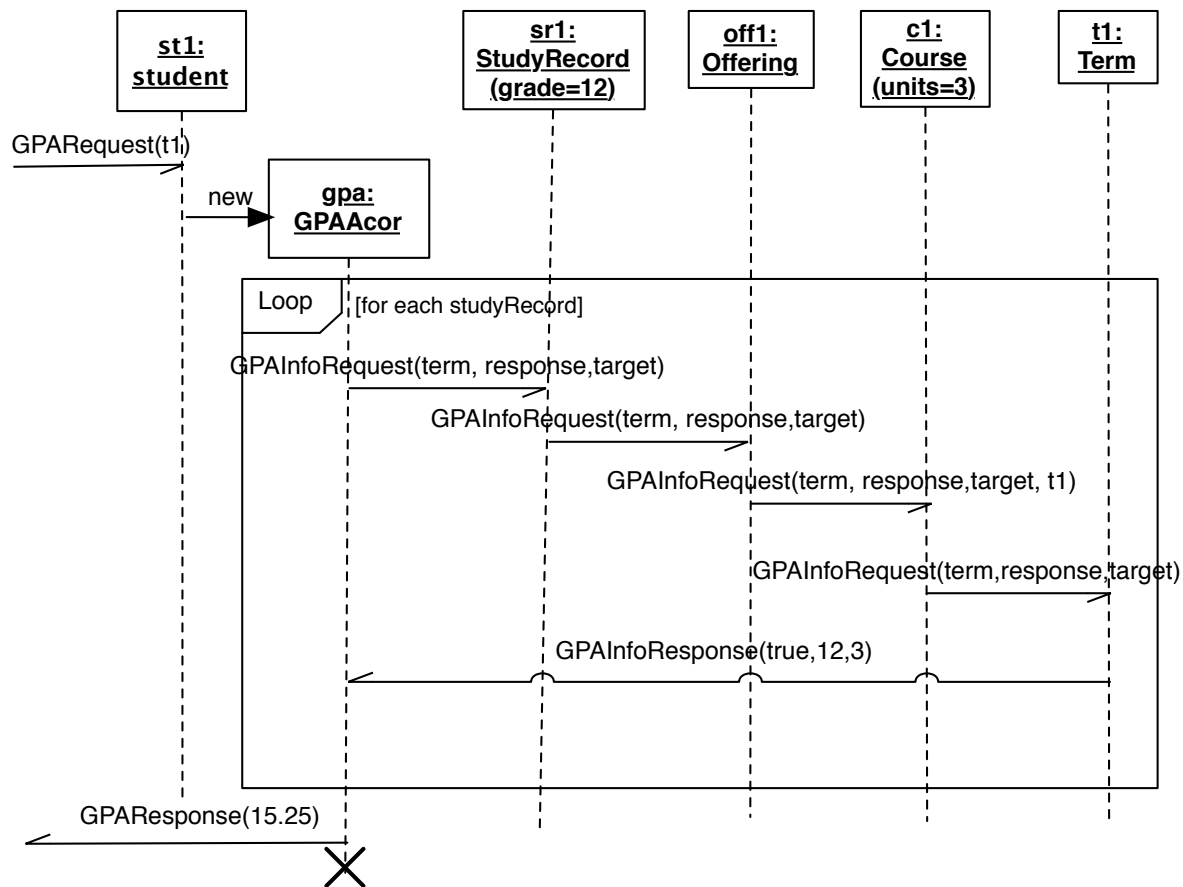 st1:
student
sr1:
StudyRecord
(grade=12)
off1:
Offering
c1:
Course
(units=3)
t1:
Term
GPARequest(t1)
new
gpa:
GPAAcor
Loop
[for each studyRecord]
GPAInfoRequest(term, response,target)
GPAInfoRequest(term, response,target)
GPAInfoRequest(term, response,target, t1)
GPAInfoRequest(term,response,target)
GPAInfoResponse(true,12,3)
GPAResponse(15.25)